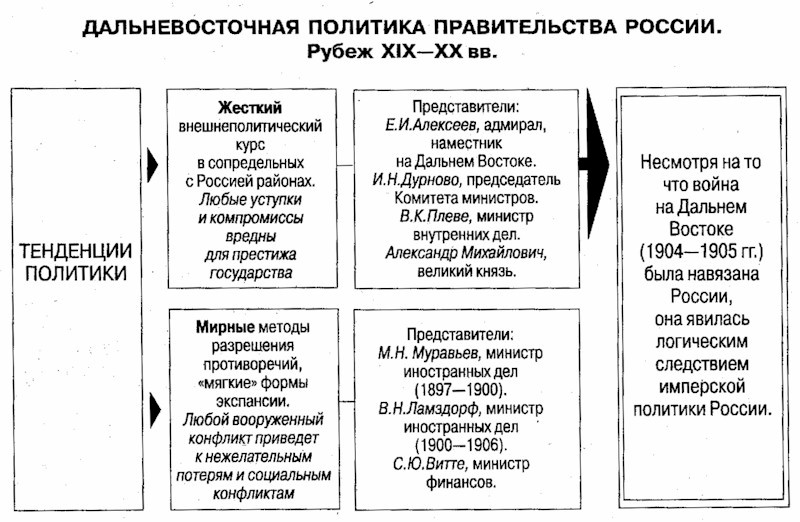 ДАЛЬНЕВОСТОЧНАЯ ПОЛИТИКА ПРАВИТЕЛЬСТВА РОССИИ.
Рубеж XIX—XX вв.
ТЕНДЕНЦИИ
ПОЛИТИКИ
Жесткий
внешнеполитический
курс
в сопредельных
с Россией районах.
Любые уступки
и компромиссы
вредны
для престижа
государства
Представители:
Е.И.Алексеев, адмирал,
наместник
на Дальнем Востоке.
И.Н.Дурново, председатель
Комитета министров.
В.К.Плеве, министр
внутренних дел.
Александр Михайлович,
великий князь.
Мирные методы
разрешения
противоречий,
«мягкие» формы
экспансии.
Любой вооруженный
конфликт приведет
к нежелательным
потерям и социальным
конфликтам
Представители:
М.Н. Муравьев, министр
иностранных дел
(1897—1900).
В.Н.Ламздорф, министр
иностранных дел
(1900—1906).
С.Ю.Витте, министр
финансов.
Несмотря на то
что война
на Дальнем
Востоке
(1904—1905 гг.)
была навязана
России,
она явилась
логическим
следствием
имперской
политики России.